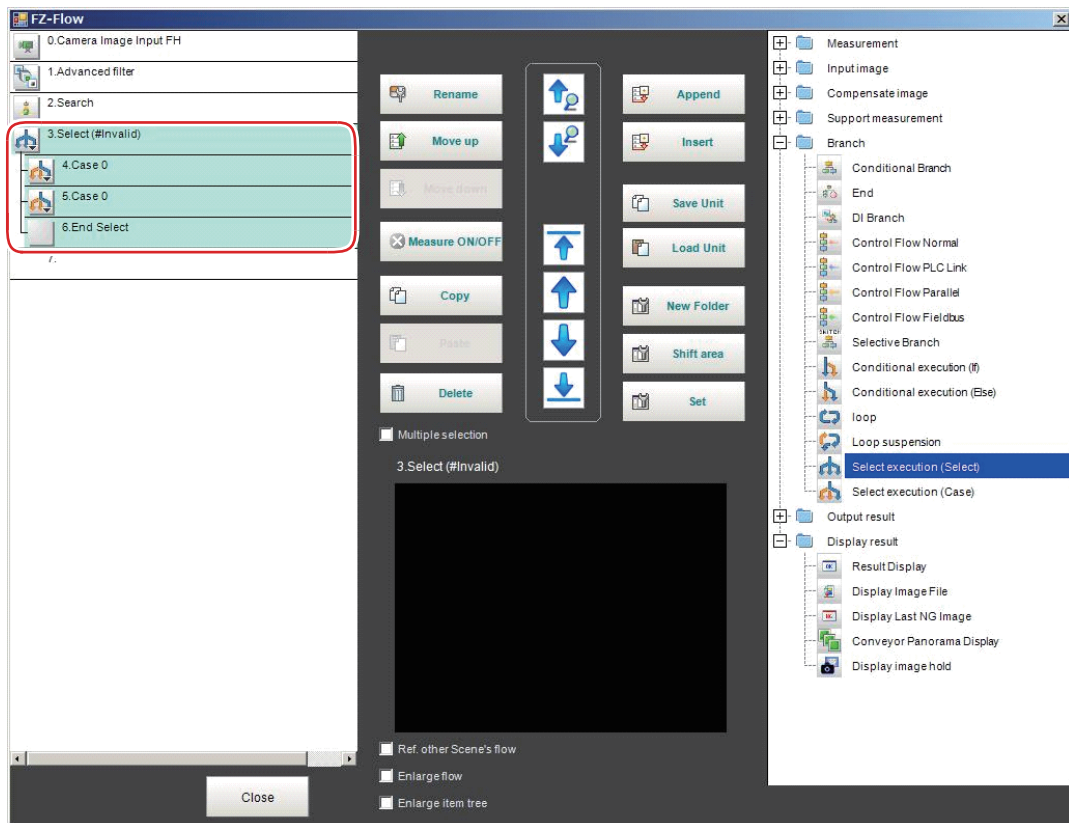 FZ-Flow
0.Camera Image Input FH
1.Advanced filter
2.Search
3.Select (#Invalid)
4.Case 0
5.Case 0
6.End Select
7.
Close
Rename
Move up
Move down
Measure ON/OFF
Copy
Paste
Delete
Append
Insert
Save Unit
Load Unit
New Folder
Shift area
Set
Multiple selection
3.Select (#Invalid)
Ref. other Scene's flow
Enlarge flow
Enlarge item tree
Measurement
Input image
Compensate image
Support measurement
Branch
Conditional Branch
End
DI Branch
Control Flow Normal
Control Flow PLC Link
Control Flow Parallel
Control Flow Fieldbus
Selective Branch
Conditional execution (If)
Conditional execution (Else)
loop
Loop suspension
Select execution (Select)
Select execution (Case)
Output result
Display result
Result Display
Display Image File
Display Last NG Image
Conveyor Panorama Display
Display image hold